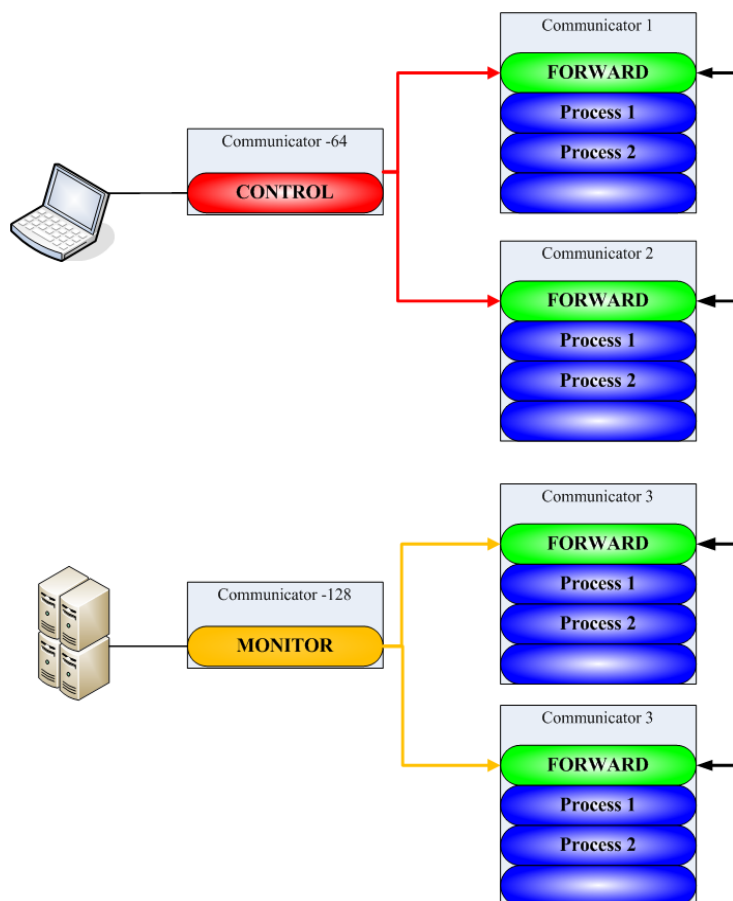 Communicator 1
FORWARD
Process 1
Process 2
Communicator -64
CONTROL
Communicator 2
FORWARD
Process 1
Process 2
Communicator 3
FORWARD
Process 1
Process 2
Communicator -128
MONITOR
Communicator 3
FORWARD
Process 1
Process 2